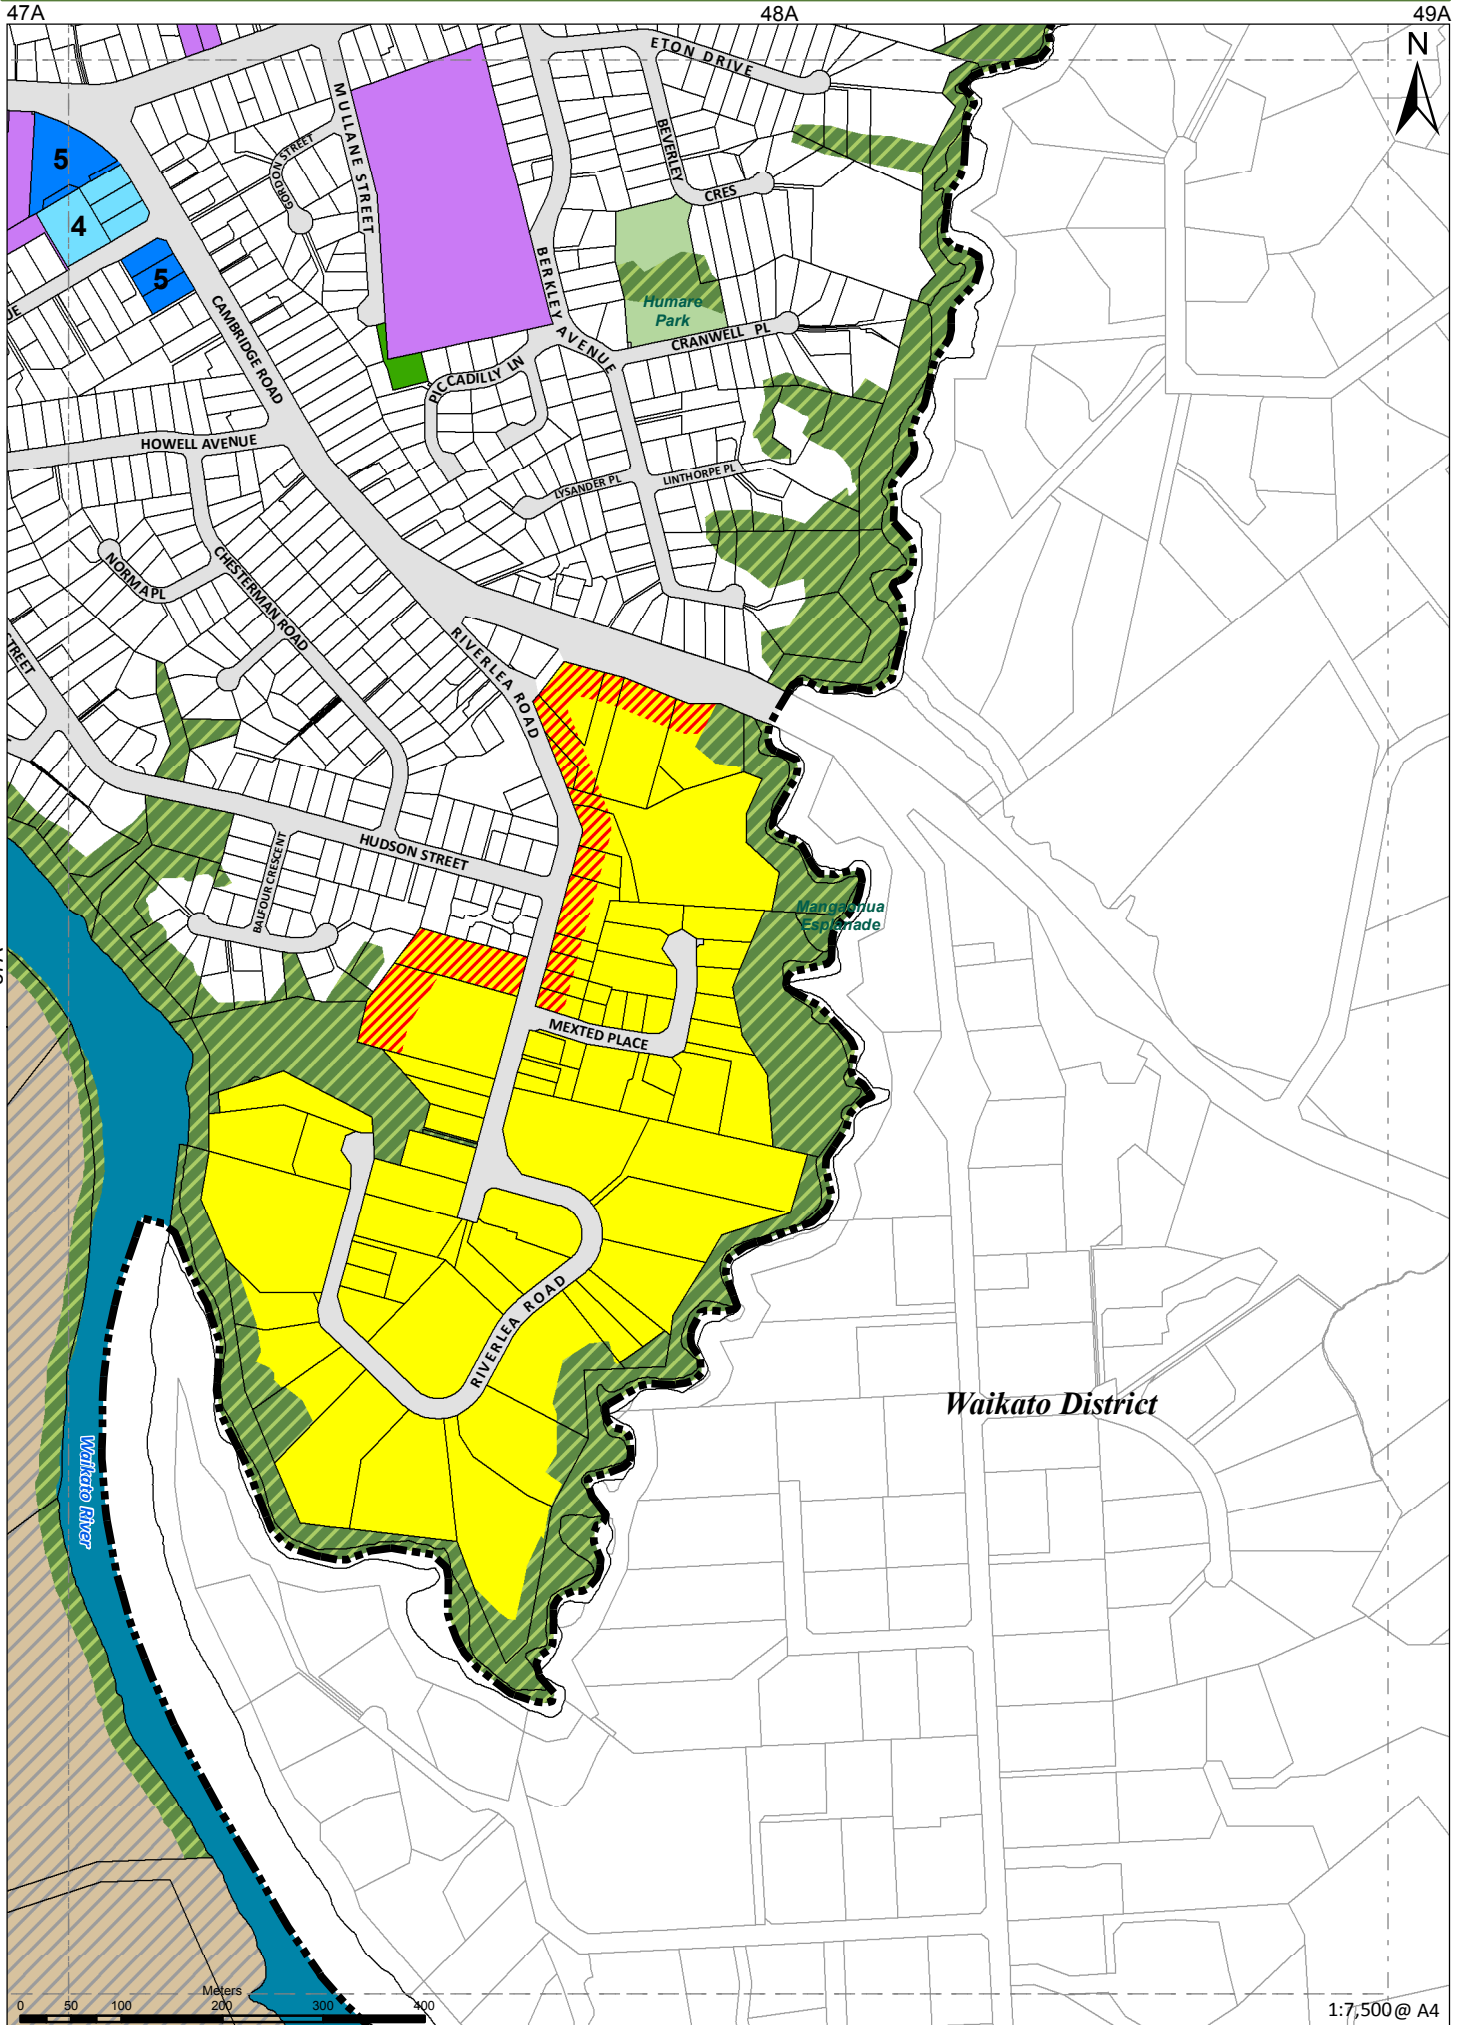 47A
48A
49A
N
ETON DRIVE
MULLANE STREET
BEVERLEY
CRES
GORDON STREET
5
4
5
BERKLEY AVENUE
Humare
Park
CRANWELL PL
CAMBRIDGE ROAD
PICCADILLY LN
HOWELL AVENUE
LYSANDER PL
LINTHORPE PL
NORMA PL
CHESTERMAN ROAD
STREET
RIVERLEA ROAD
HUDSON STREET
BALFOUR CRESCENT
Mangaonua
Esplanade
MEXTED PLACE
RIVERLEA ROAD
Waikato District
Waikato River
Meters
0 50 100 200 300 400
1:7,500@ A4